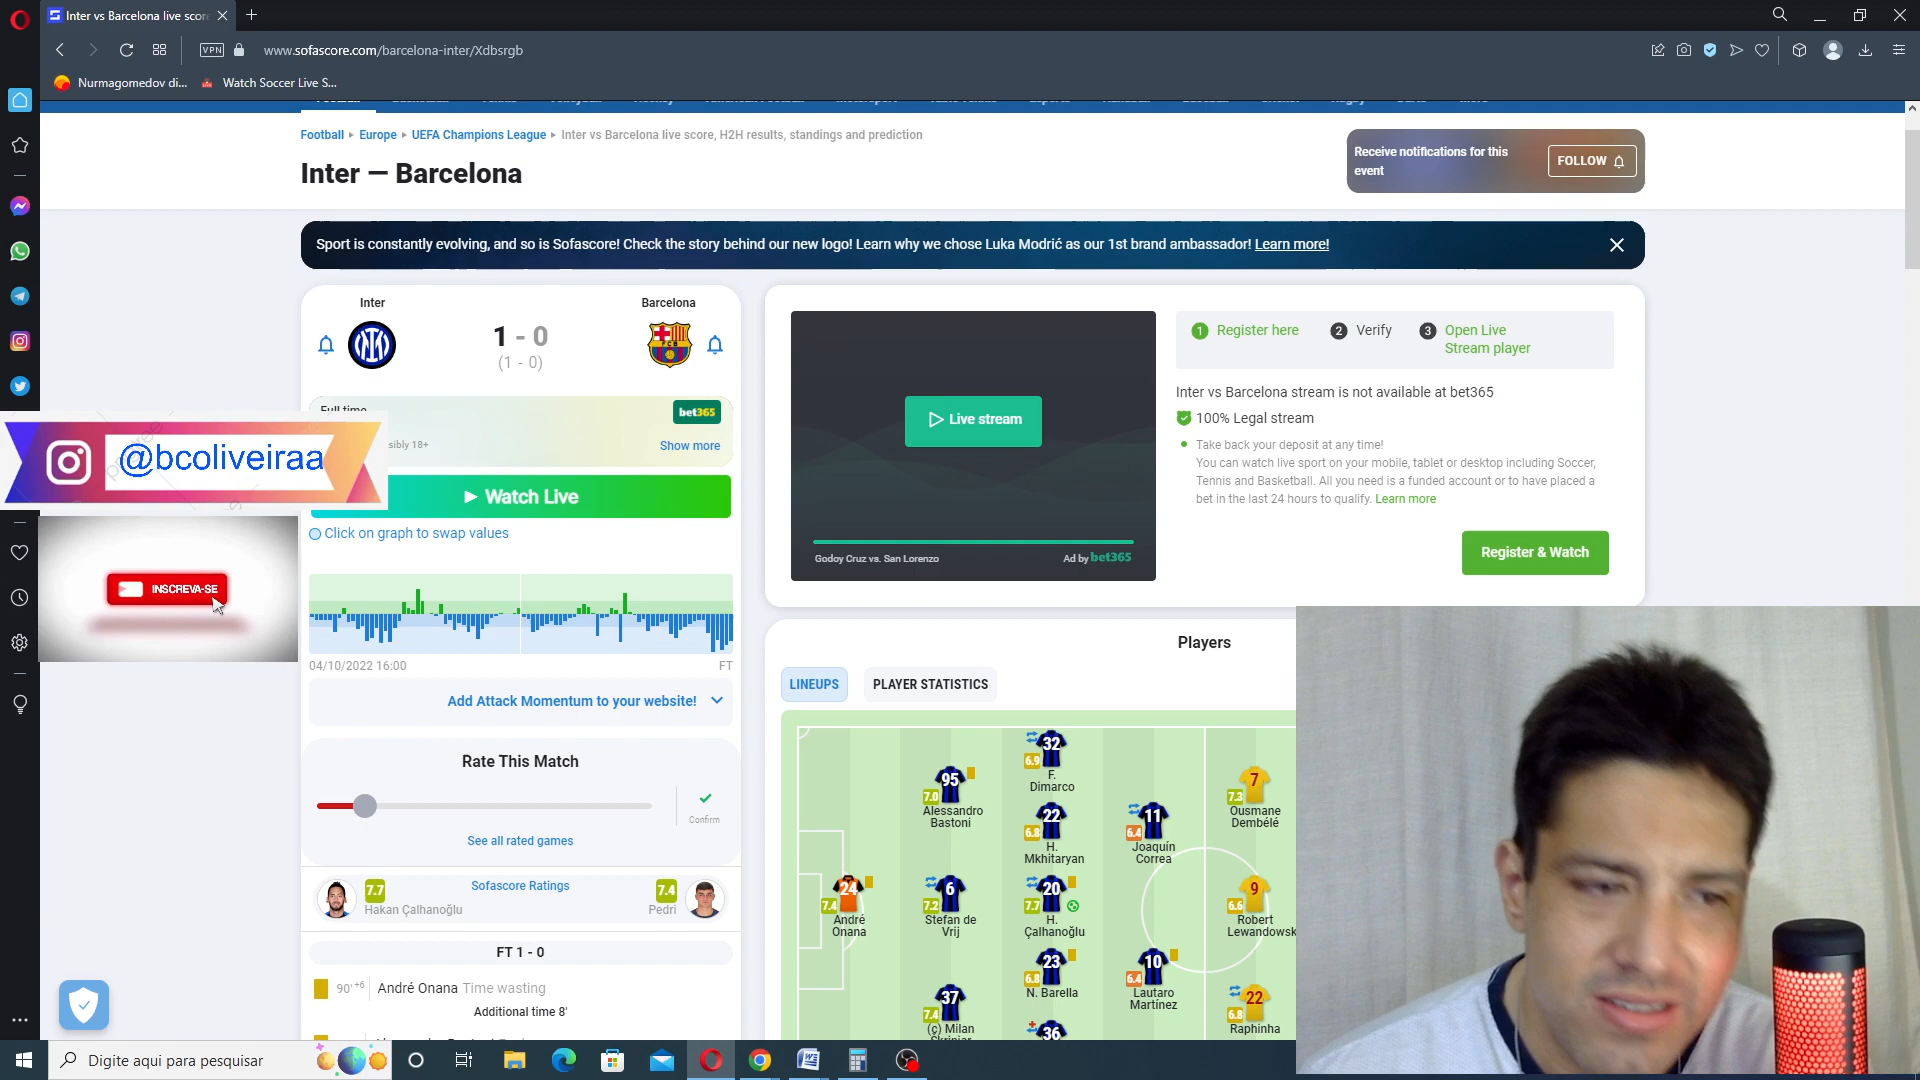 Inter vs Barcelona live score
VPN
www.sofascore.com/barcelona-inter/Xdbsrgb
Nurmagomedov di...
Watch Soccer Live S...
Football
Europe
UEFA Champions League
Inter vs Barcelona live score, H2H results, standings and prediction
Inter — Barcelona
Receive notifications for this
event
FOLLOW
Sport is constantly evolving, and so is Sofascore! Check the story behind our new logo! Learn why we chose Luka Modrić as our 1st brand ambassador! Learn more!
Inter
Barcelona
1 - 0
(1 - 0)
Full time
bet365
sibly 18+
Show more
@bcoliveiraa
Watch Live
Click on graph to swap values
INSCREVA-SE
04/10/2022 16:00
FT
Add Attack Momentum to your website!
Rate This Match
Confirm
See all rated games
7.7
Hakan Çalhanoğlu
Sofascore Ratings
7.4
Pedri
FT 1 - 0
90'+6
André Onana Time wasting
Additional time 8'
Live stream
Godoy Cruz vs. San Lorenzo
Ad by bet365
1 Register here
2 Verify
3 Open Live
Stream player
Inter vs Barcelona stream is not available at bet365
100% Legal stream
Take back your deposit at any time!
You can watch live sport on your mobile, tablet or desktop including Soccer,
Tennis and Basketball. All you need is a funded account or to have placed a
bet in the last 24 hours to qualify. Learn more
Register & Watch
Players
LINEUPS
PLAYER STATISTICS
32
6.9
F.
Dimarco
95
7.0
Alessandro
Bastoni
22
6.8
H.
Mkhitaryan
11
6.4
Joaquín
Correa
7
7.3
Ousmane
Dembélé
24
7.4
André
Onana
6
7.2
Stefan de
Vrij
20
7.7
H.
Çalhanoğlu
9
6.6
Robert
Lewandowsk
23
6.8
N. Barella
10
6.4
Lautaro
Martínez
37
7.4
(c) Milan
22
6.8
Raphinha
36
Digite aqui para pesquisar